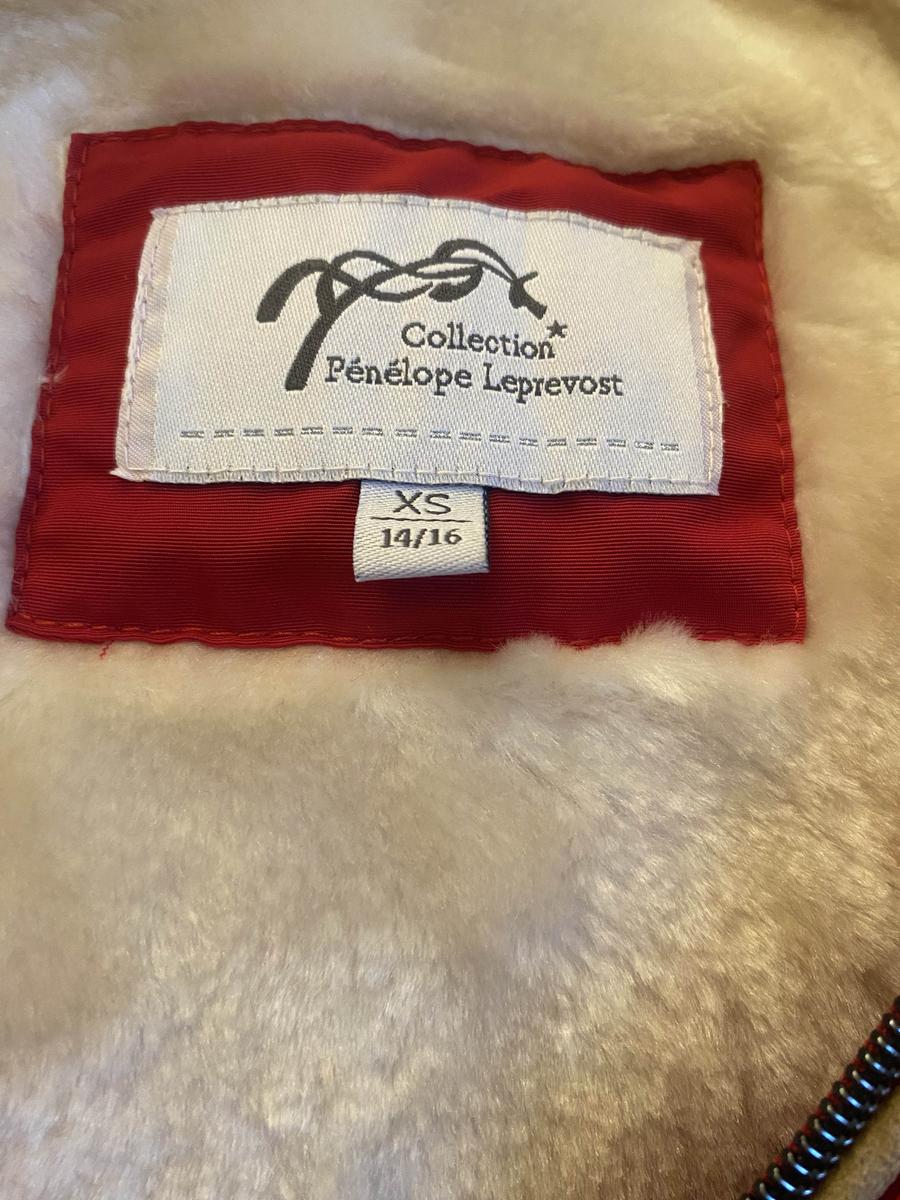 Collection
Pénélope Leprevost
XS
14/16